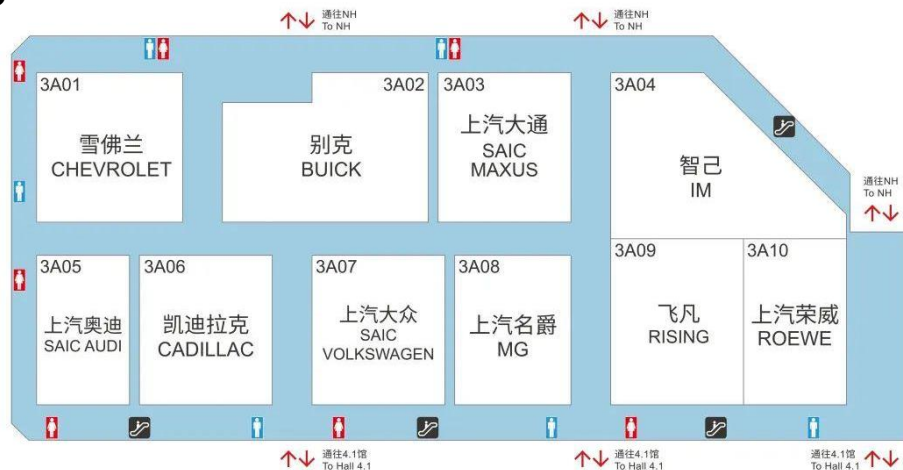 通往NH
To NH
通往NH
To NH
3A01
雪佛兰
CHEVROLET
3A02
别克
BUICK
3A03
上汽大通
SAIC
MAXUS
3A04
智己
IM
通往NH
To NH
3A05
上汽奥迪
SAIC AUDI
3A06
凯迪拉克
CADILLAC
3A07
上汽大众
SAIC
VOLKSWAGEN
3A08
上汽名爵
MG
3A09
飞凡
RISING
3A10
上汽荣威
ROEWE
通往4.1馆
To Hall 4.1
通往4.1馆
To Hall 4.1
通往4.1馆
To Hall 4.1